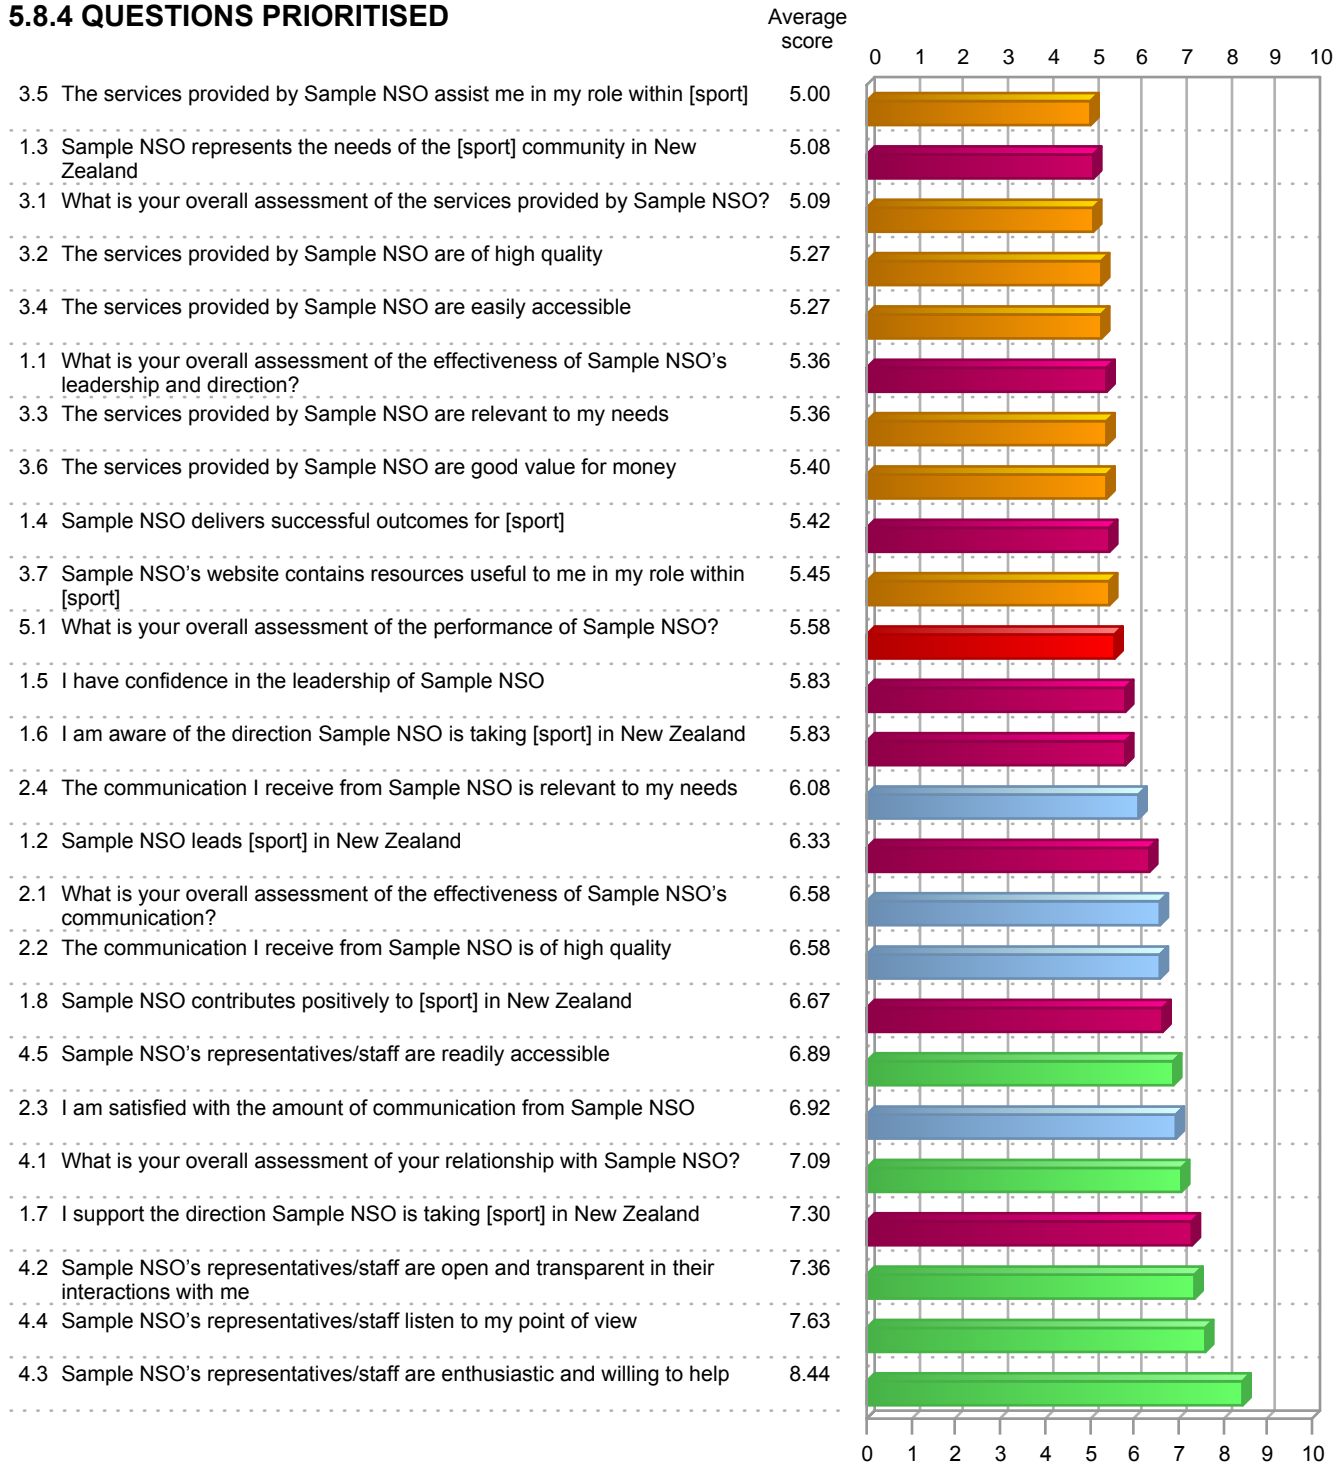 5.8.4 QUESTIONS PRIORITISED
Average
score
0 1 2 3 4 5 6 7 8 9 10
3.5 The services provided by Sample NSO assist me in my role within [sport] 5.00
1.3 Sample NSO represents the needs of the [sport] community in New 5.08
Zealand
3.1 What is your overall assessment of the services provided by Sample NSO? 5.09
3.2 The services provided by Sample NSO are of high quality 5.27
3.4 The services provided by Sample NSO are easily accessible 5.27
1.1 What is your overall assessment of the effectiveness of Sample NSO’s 5.36
leadership and direction?
3.3 The services provided by Sample NSO are relevant to my needs 5.36
3.6 The services provided by Sample NSO are good value for money 5.40
1.4 Sample NSO delivers successful outcomes for [sport] 5.42
3.7 Sample NSO’s website contains resources useful to me in my role within 5.45
[sport]
5.1 What is your overall assessment of the performance of Sample NSO? 5.58
1.5 I have confidence in the leadership of Sample NSO 5.83
1.6 I am aware of the direction Sample NSO is taking [sport] in New Zealand 5.83
2.4 The communication I receive from Sample NSO is relevant to my needs 6.08
1.2 Sample NSO leads [sport] in New Zealand 6.33
2.1 What is your overall assessment of the effectiveness of Sample NSO’s 6.58
communication?
2.2 The communication I receive from Sample NSO is of high quality 6.58
1.8 Sample NSO contributes positively to [sport] in New Zealand 6.67
4.5 Sample NSO’s representatives/staff are readily accessible 6.89
2.3 I am satisfied with the amount of communication from Sample NSO 6.92
4.1 What is your overall assessment of your relationship with Sample NSO? 7.09
1.7 I support the direction Sample NSO is taking [sport] in New Zealand 7.30
4.2 Sample NSO’s representatives/staff are open and transparent in their 7.36
interactions with me
4.4 Sample NSO’s representatives/staff listen to my point of view 7.63
4.3 Sample NSO’s representatives/staff are enthusiastic and willing to help 8.44
0 1 2 3 4 5 6 7 8 9 10